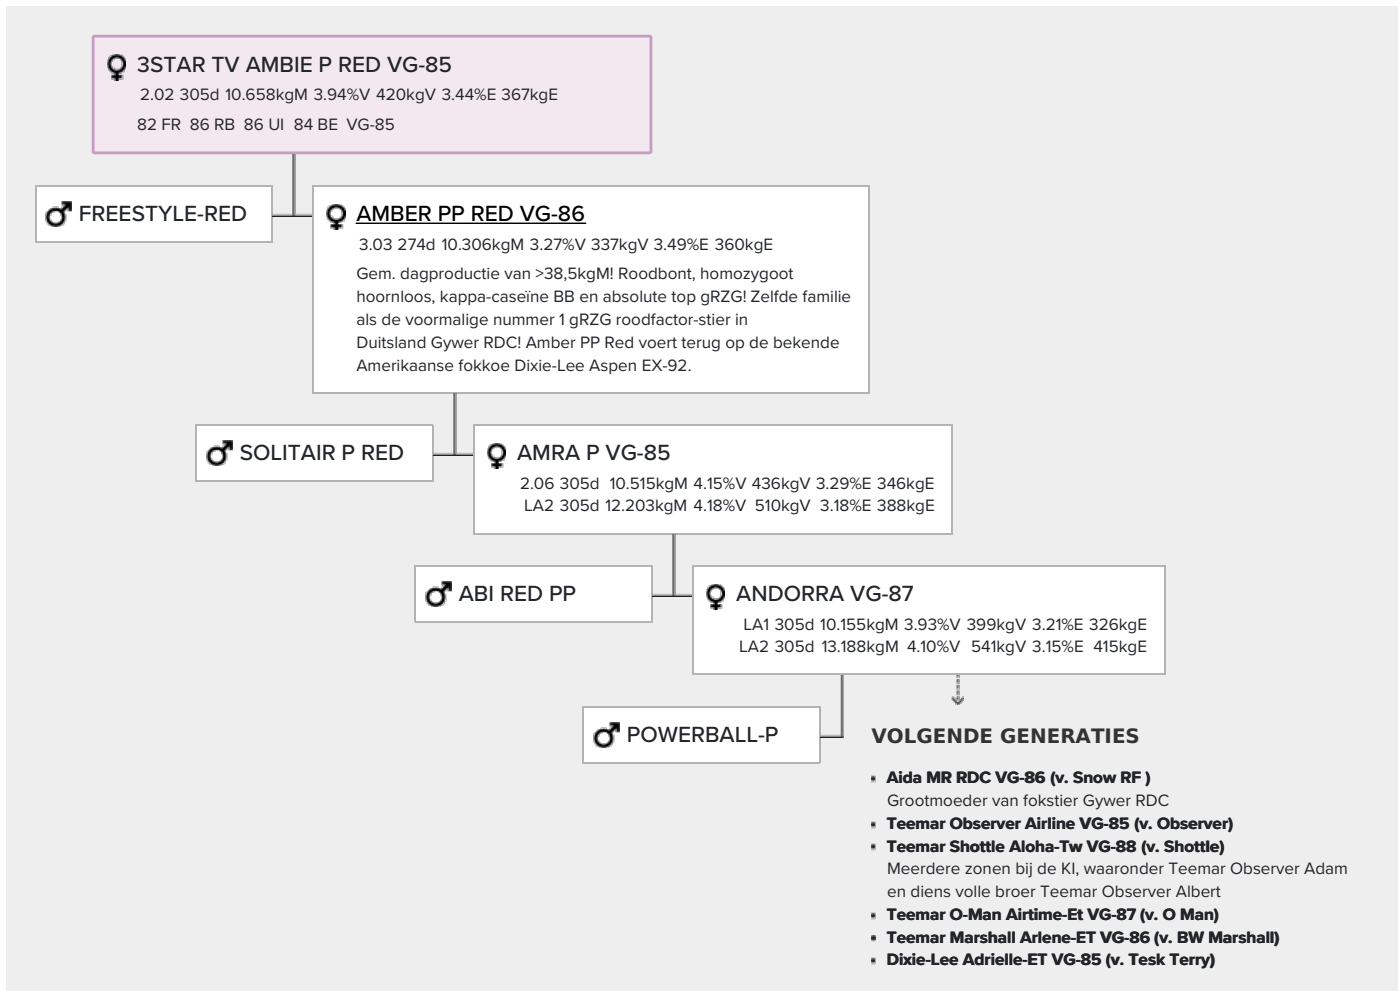 3STAR TV AMBIE P RED VG-85
2.02 305d 10.658kgM 3.94%V 420kgV 3.44%E 367kgE
82 FR 86 RB 86 UI 84 BE VG-85
FREESTYLE-RED
AMBER PP RED VG-86
3.03 274d 10.306kgM 3.27%V 337kgV 3.49%E 360kgE
Gem. dagproductie van >38,5kgM! Roodbont, homozygoot
hoornloos, kappa-caseïne BB en absolute top gRZG! Zelfde familie
als de voormalige nummer 1 gRZG roodfactor-stier in
Duitsland Gywer RDC! Amber PP Red voert terug op de bekende
Amerikaanse fokkoe Dixie-Lee Aspen EX-92.
SOLITAIR P RED
AMRA P VG-85
2.06 305d 10.515kgM 4.15%V 436kgV 3.29%E 346kgE
LA2 305d 12.203kgM 4.18%V 510kgV 3.18%E 388kgE
ABI RED PP
ANDORRA VG-87
LA1 305d 10.155kgM 3.93%V 399kgV 3.21%E 326kgE
LA2 305d 13.188kgM 4.10%V 541kgV 3.15%E 415kgE
POWERBALL-P
VOLGENDE GENERATIES
▪ Aida MR RDC VG-86 (v. Snow RF )
Grootmoeder van fokstier Gywer RDC
▪ Teemar Observer Airline VG-85 (v. Observer)
▪ Teemar Shottle Aloha-Tw VG-88 (v. Shottle)
Meerdere zonen bij de KI, waaronder Teemar Observer Adam
en diens volle broer Teemar Observer Albert
▪ Teemar O-Man Airtime-Et VG-87 (v. O Man)
▪ Teemar Marshall Arlene-ET VG-86 (v. BW Marshall)
▪ Dixie-Lee Adrielle-ET VG-85 (v. Tesk Terry)